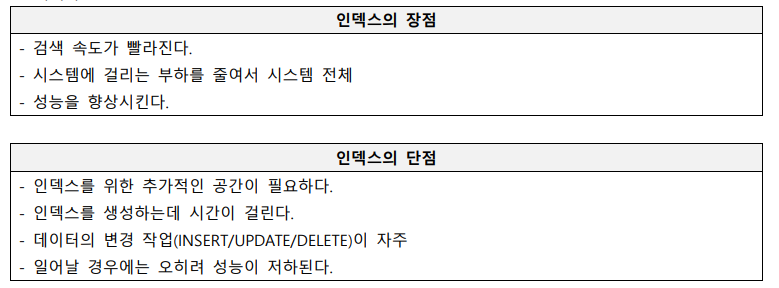 인덱스의 장점
- 검색 속도가 빨라진다.
- 시스템에 걸리는 부하를 줄여서 시스템 전체
- 성능을 향상시킨다.
인덱스의 단점
- 인덱스를 위한 추가적인 공간이 필요하다.
- 인덱스를 생성하는데 시간이 걸린다.
- 데이터의 변경 작업(INSERT/UPDATE/DELETE)이 자주
- 일어날 경우에는 오히려 성능이 저하된다.